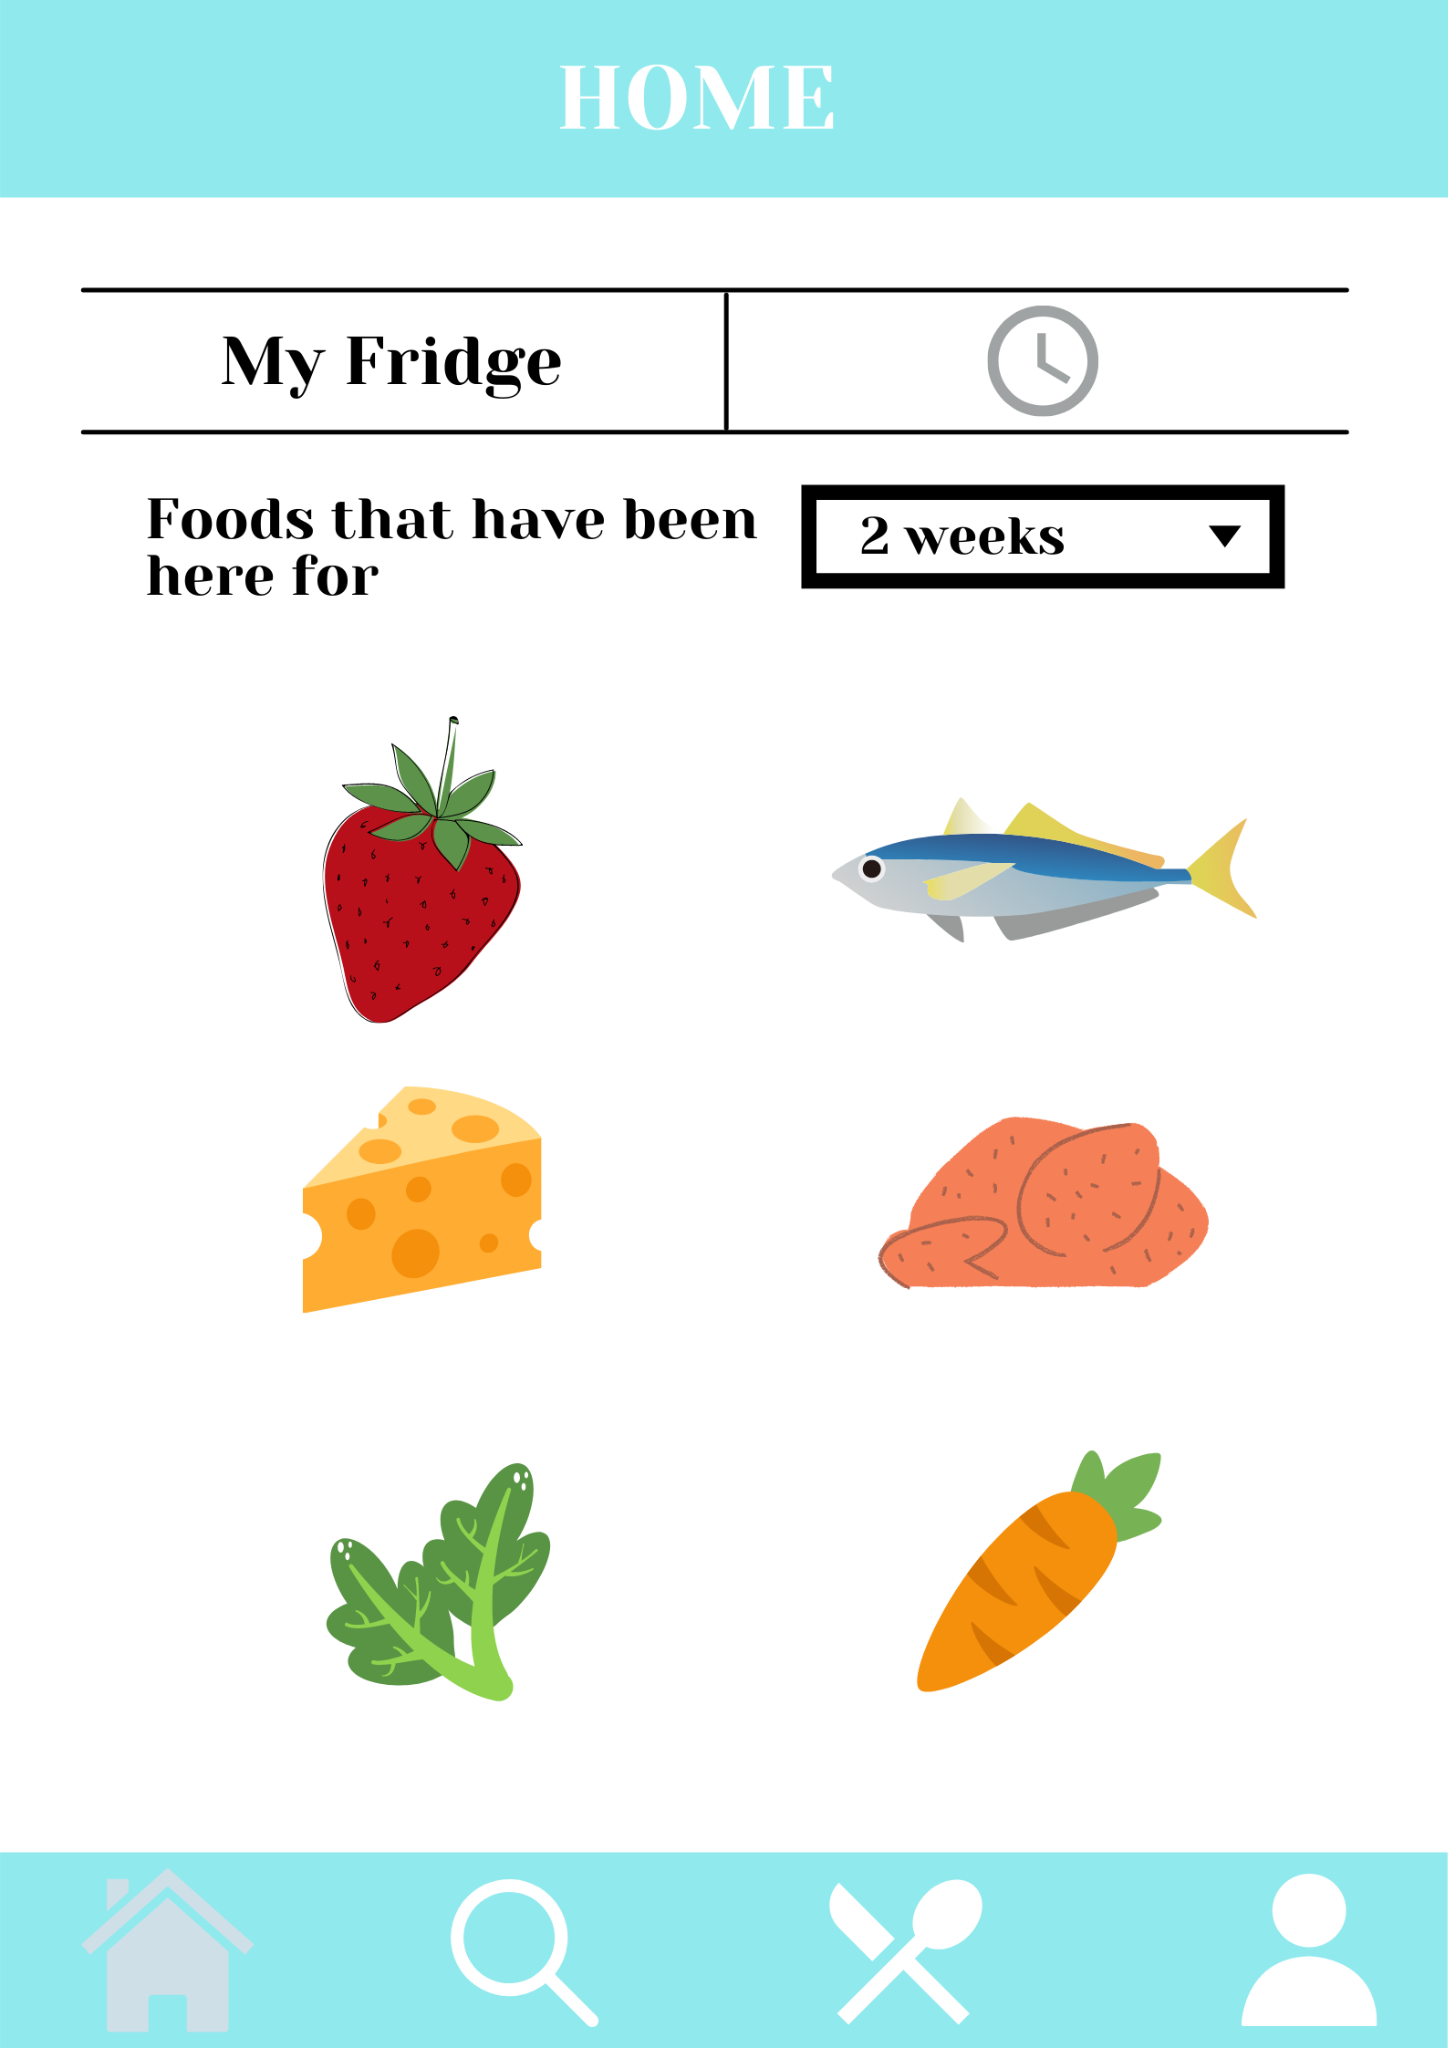 HOME
My Fridge
Foods that have been
here for
2 weeks